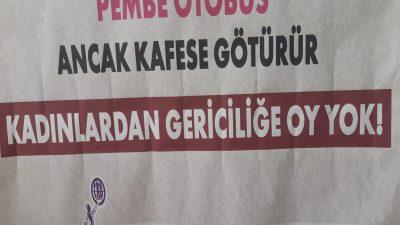 PEMBE OTOBÜS
ANCAK KAFESE GÖTÜRÜR
KADINLARDAN GERİCİLİĞE OY YOK!